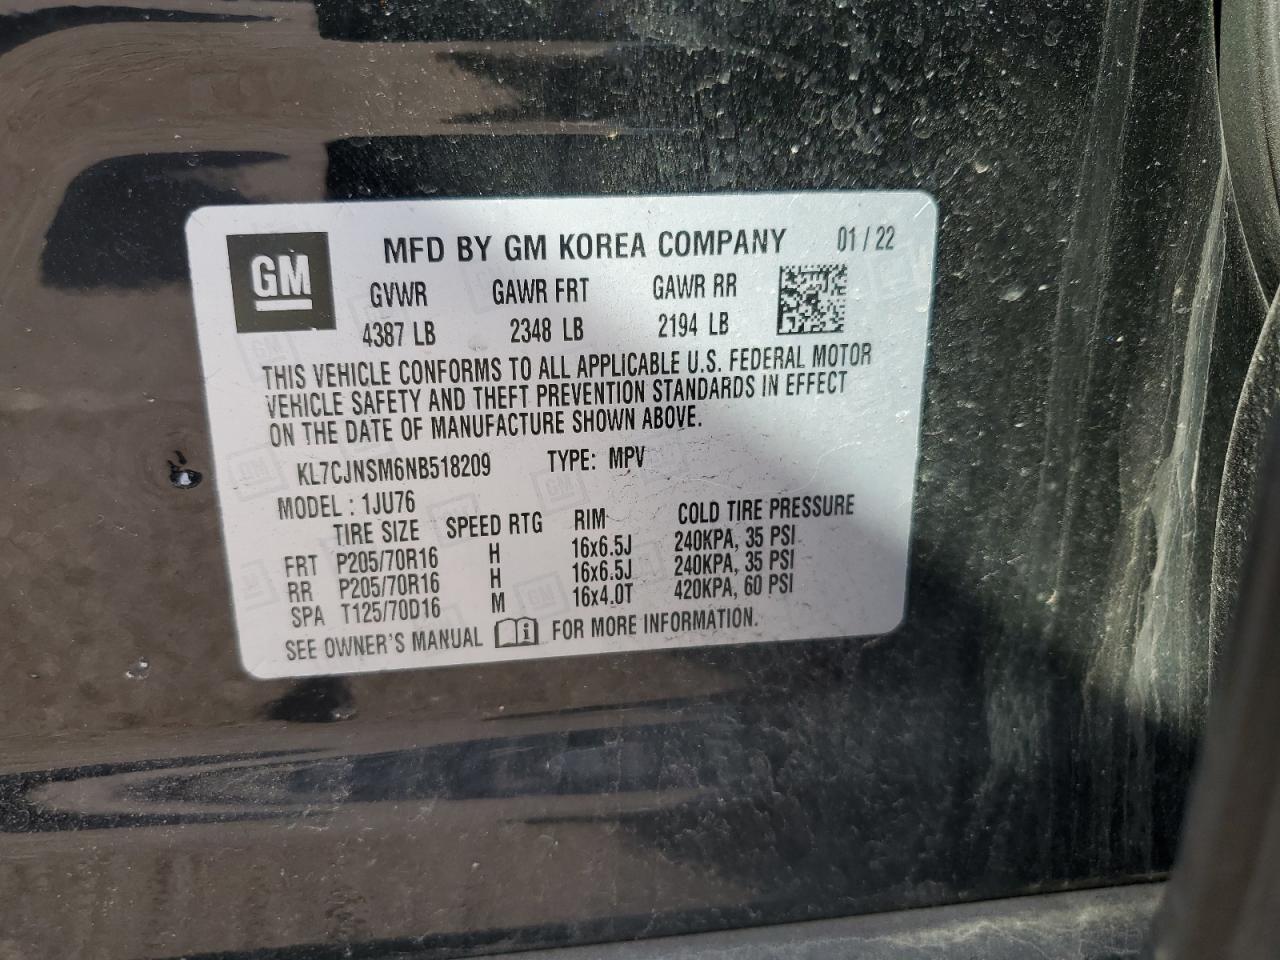 GM
MFD BY GM KOREA COMPANY 01 / 22
GVWR GAWR FRT GAWR RR
4387 LB 2348 LB 2194 LB
THIS VEHICLE CONFORMS TO ALL APPLICABLE U.S. FEDERAL MOTOR
VEHICLE SAFETY AND THEFT PREVENTION STANDARDS IN EFFECT
ON THE DATE OF MANUFACTURE SHOWN ABOVE.
KL7CJNSM6NB518209 TYPE: MPV
MODEL : 1JU76
TIRE SIZE SPEED RTG RIM COLD TIRE PRESSURE
FRT P205/70R16 H 16x6.5J 240KPA, 35 PSI
RR P205/70R16 H 16x6.5J 240KPA, 35 PSI
SPA T125/70D16 M 16x4.0T 420KPA, 60 PSI
SEE OWNER'S MANUAL FOR MORE INFORMATION.